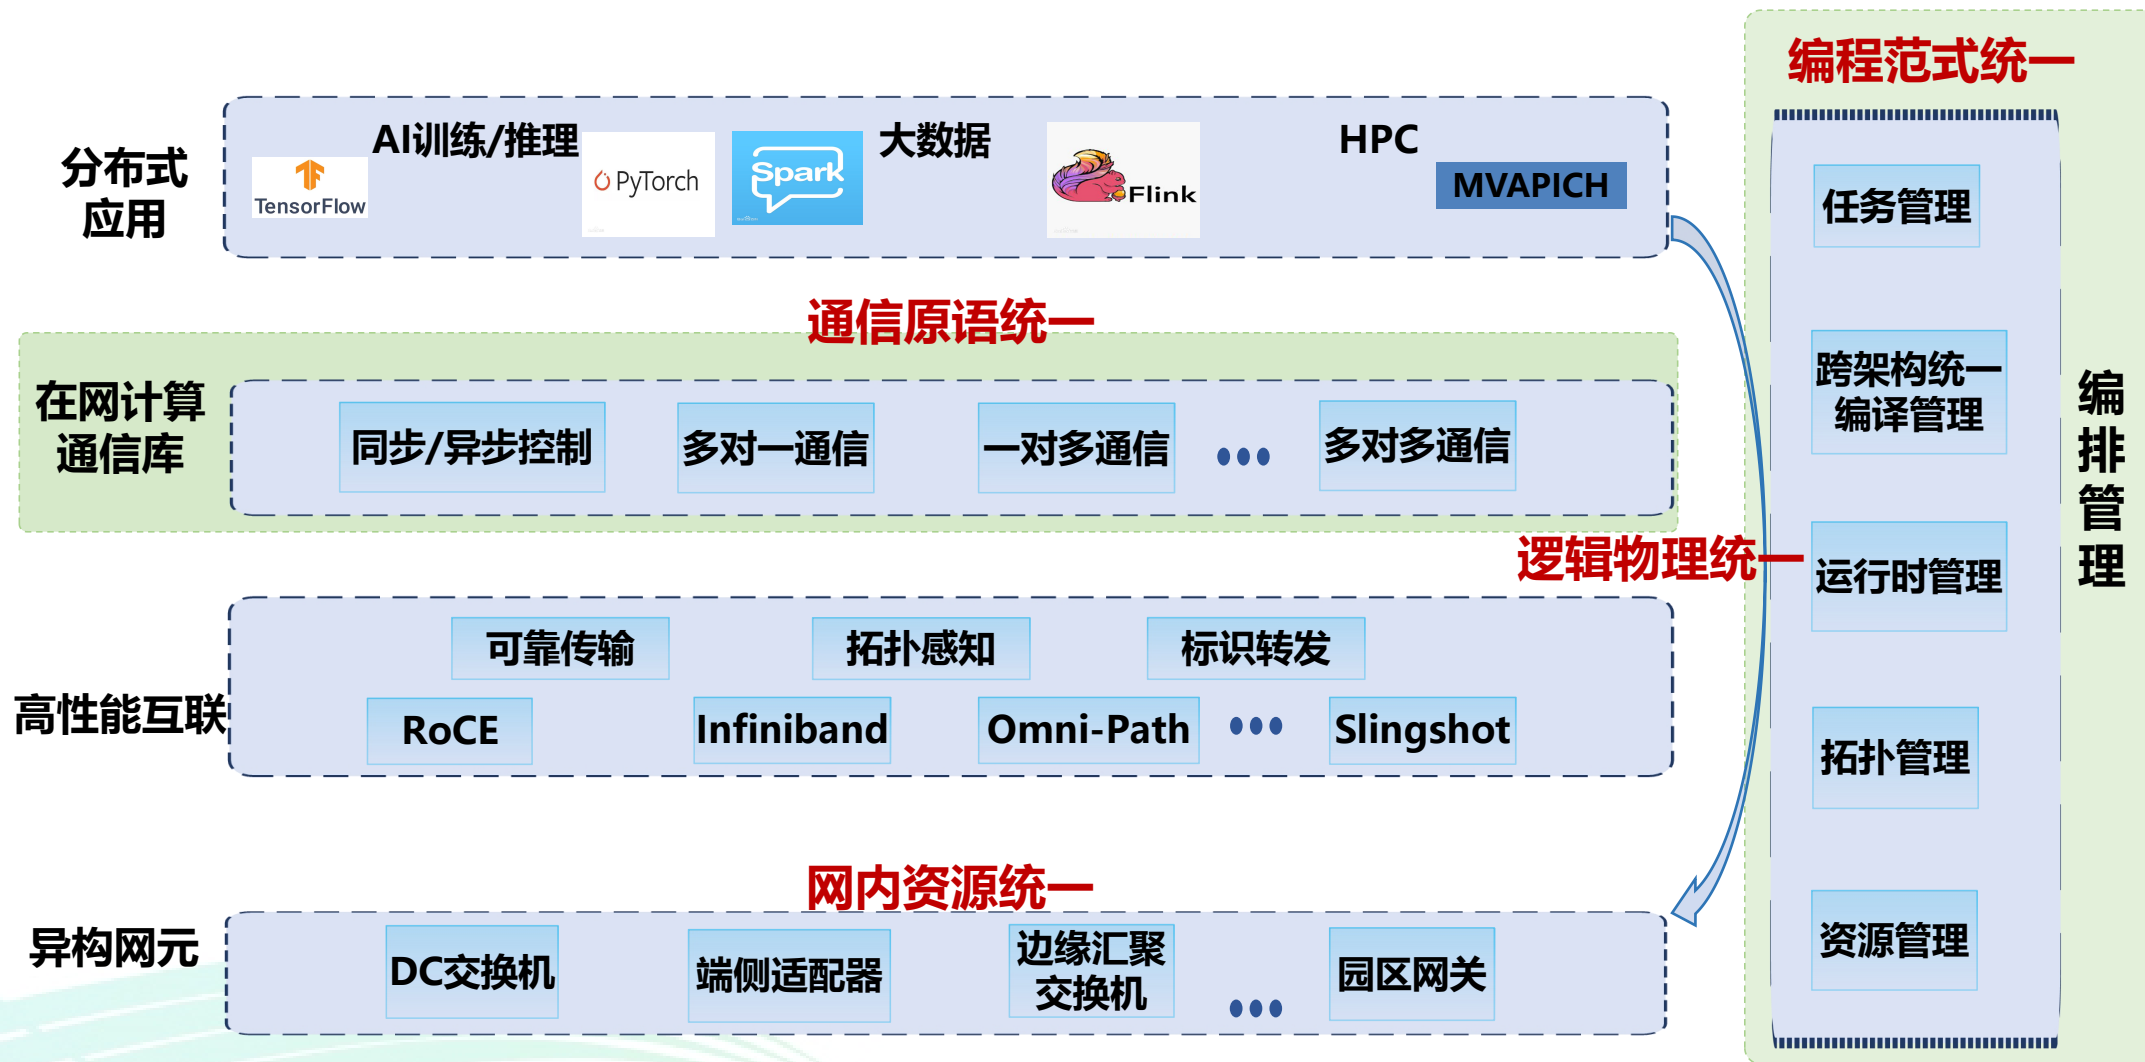 编程范式统一
分布式
应用
AI训练/推理
大数据
HPC
TensorFlow
PyTorch
Spark
Flink
MVAPICH
任务管理
通信原语统一
在网计算
通信库
同步/异步控制
多对一通信
一对多通信
•••
多对多通信
跨架构统一
编译管理
编排管理
逻辑物理统一
运行时管理
高性能互联
可靠传输
拓扑感知
标识转发
RoCE
Infiniband
Omni-Path
•••
Slingshot
拓扑管理
网内资源统一
异构网元
DC交换机
端侧适配器
边缘汇聚
交换机
•••
园区网关
资源管理